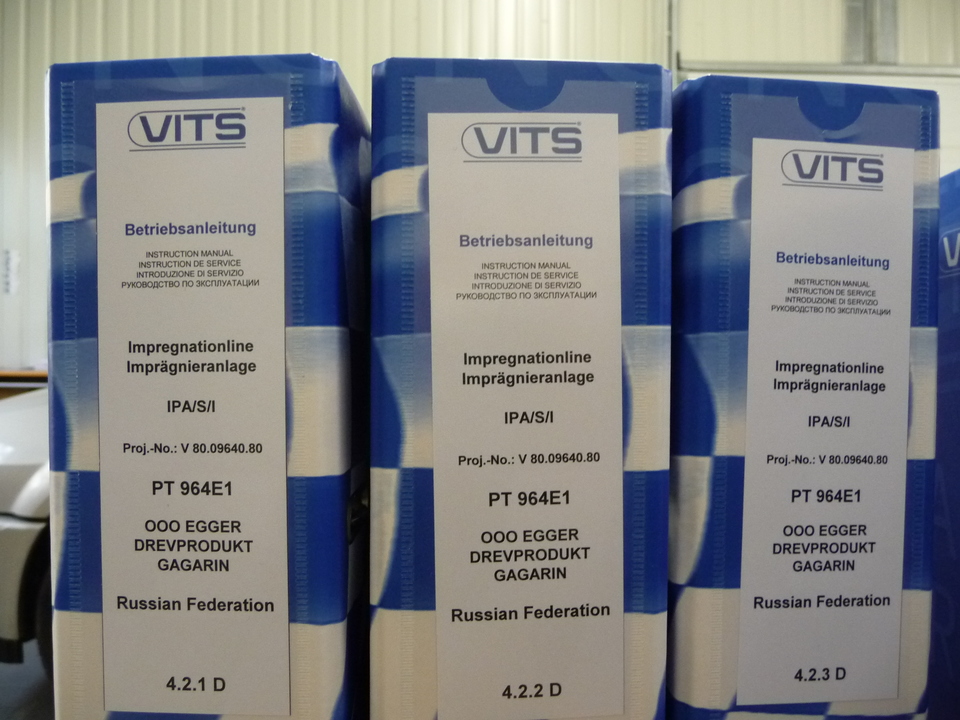 VITS
Betriebsanleitung
INSTRUCTION MANUAL
INSTRUCTION DE SERVICE
INTRODUZIONE DI SERVIZIO
РУКОВОДСТВО ПО ЗКСПЛУАТАЦИИ
Impregnationline
Imprägnieranlage
IPA/S/I
Proj.-No.: V 80.09640.80
PT 964E1
OOO EGGER
DREVPRODUKT
GAGARIN
Russian Federation
4.2.1 D
VITS
Betriebsanleitung
INSTRUCTION MANUAL
INSTRUCTION DE SERVICE
INTRODUZIONE DI SERVIZIO
РУКОВОДСТВО ПО ЗКСПЛУАТАЦИИ
Impregnationline
Imprägnieranlage
IPA/S/I
Proj.-No.: V 80.09640.80
PT 964E1
OOO EGGER
DREVPRODUKT
GAGARIN
Russian Federation
4.2.2 D
VITS
Betriebsanleitung
INSTRUCTION MANUAL
INSTRUCTION DE SERVICE
INTRODUZIONE DI SERVIZIO
РУКОВОДСТВО ПО ЗКСПЛУАТАЦИИ
Impregnationline
Imprägnieranlage
IPA/S/I
Proj.-No.: V 80.09640.80
PT 964E1
OOO EGGER
DREVPRODUKT
GAGARIN
Russian Federation
4.2.3 D